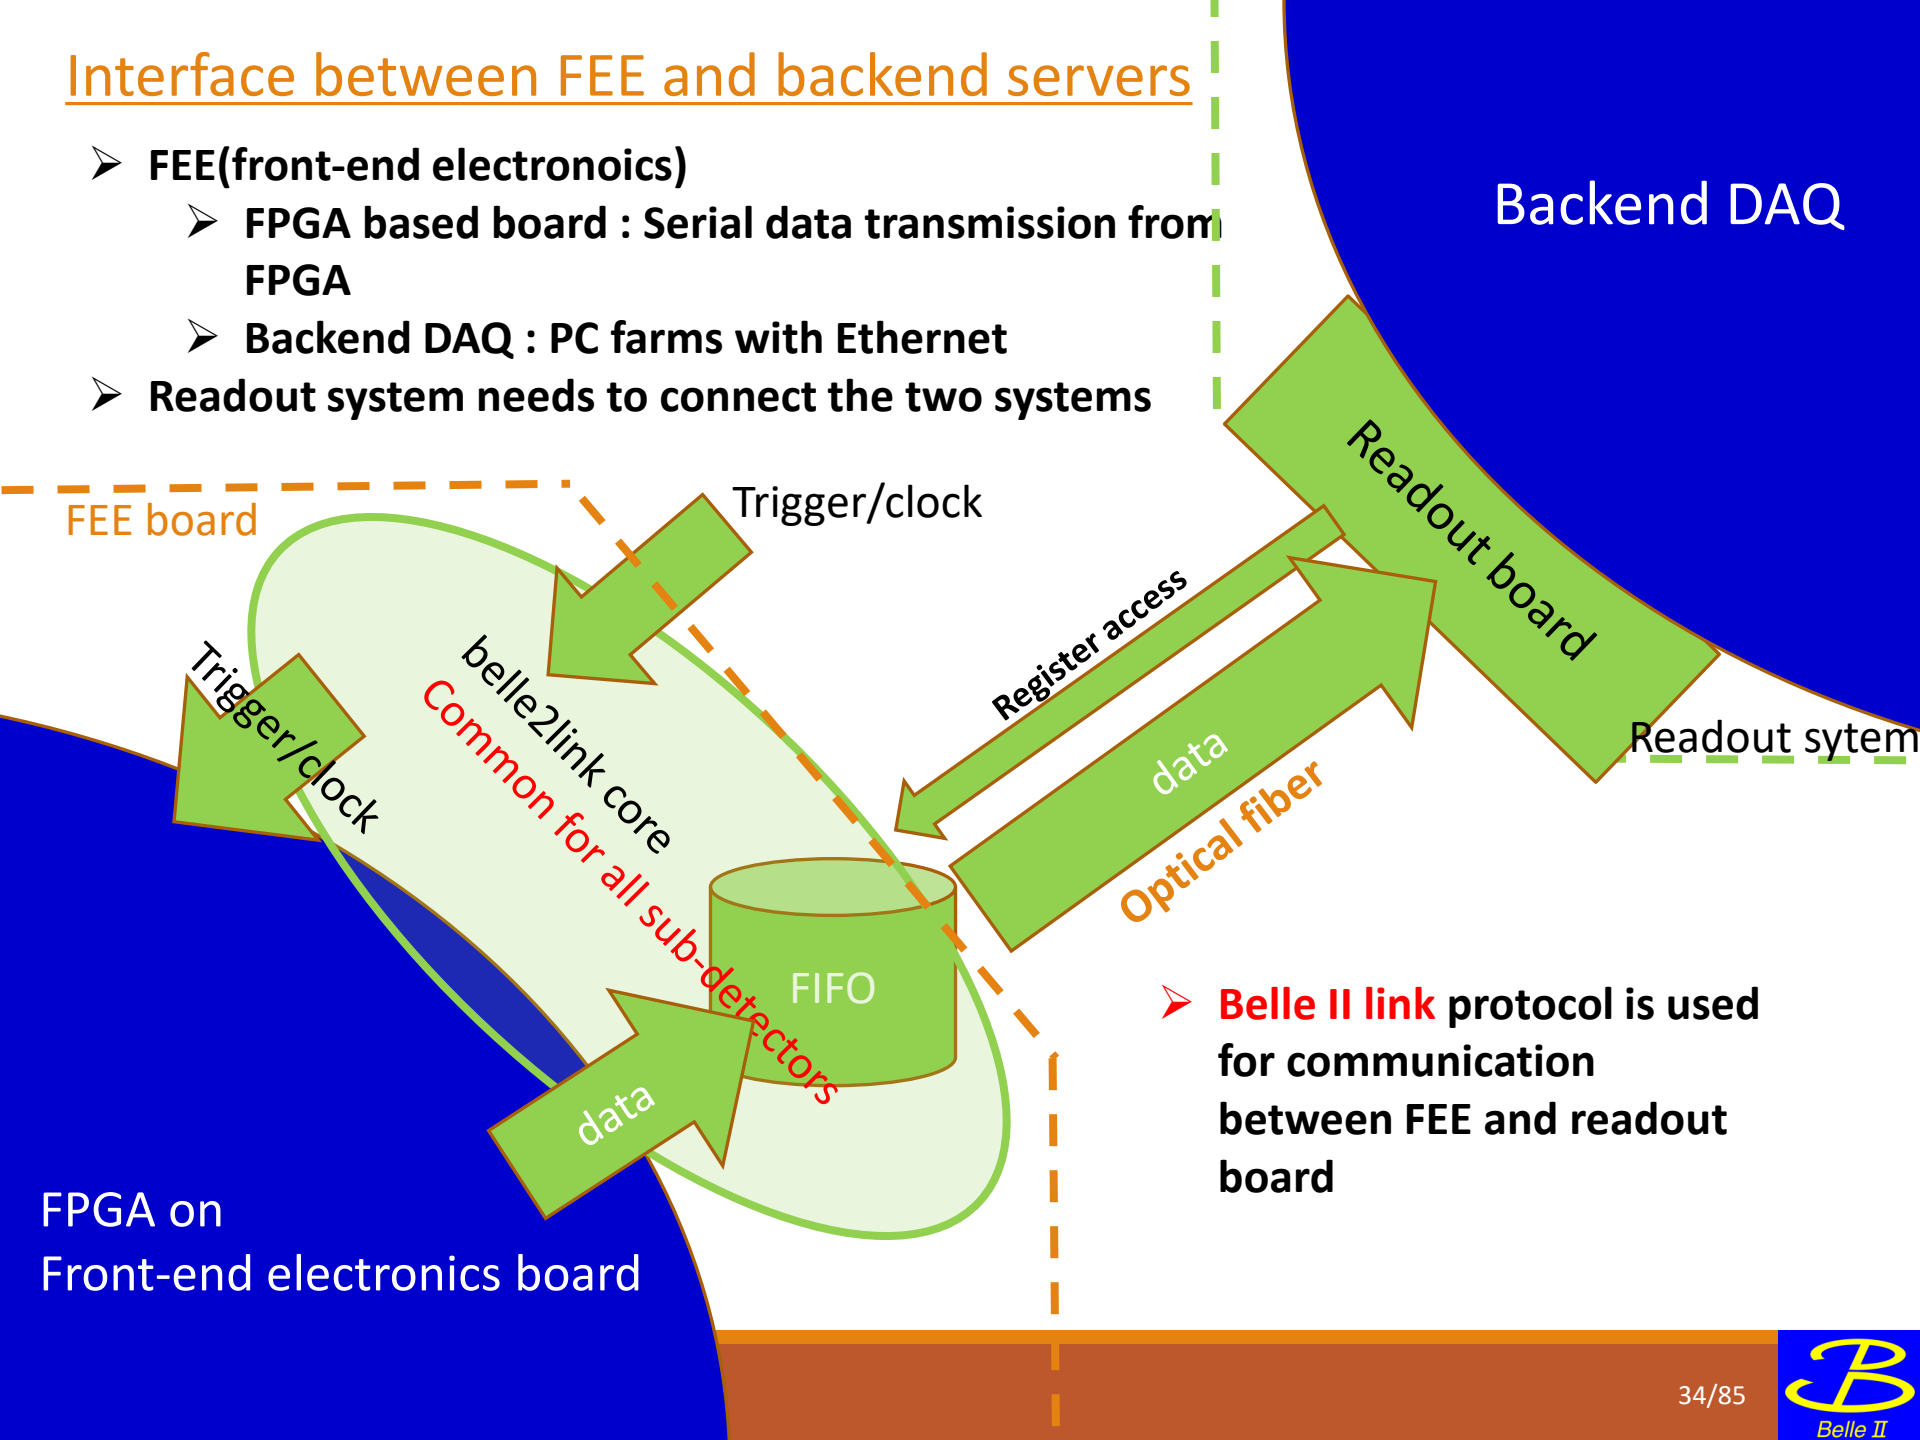 Interface between FEE and backend servers
➢ FEE(front-end electronoics)
➢ FPGA based board : Serial data transmission from
FPGA
➢ Backend DAQ : PC farms with Ethernet
➢ Readout system needs to connect the two systems
Backend DAQ
FEE board
Trigger/clock
Readout board
Register access
Trigger/clock
belle2link core
Common for all sub-detectors
data
Optical fiber
Readout sytem
FIFO
data
➢ Belle II link protocol is used
for communication
between FEE and readout
board
FPGA on
Front-end electronics board
34/85
Belle II